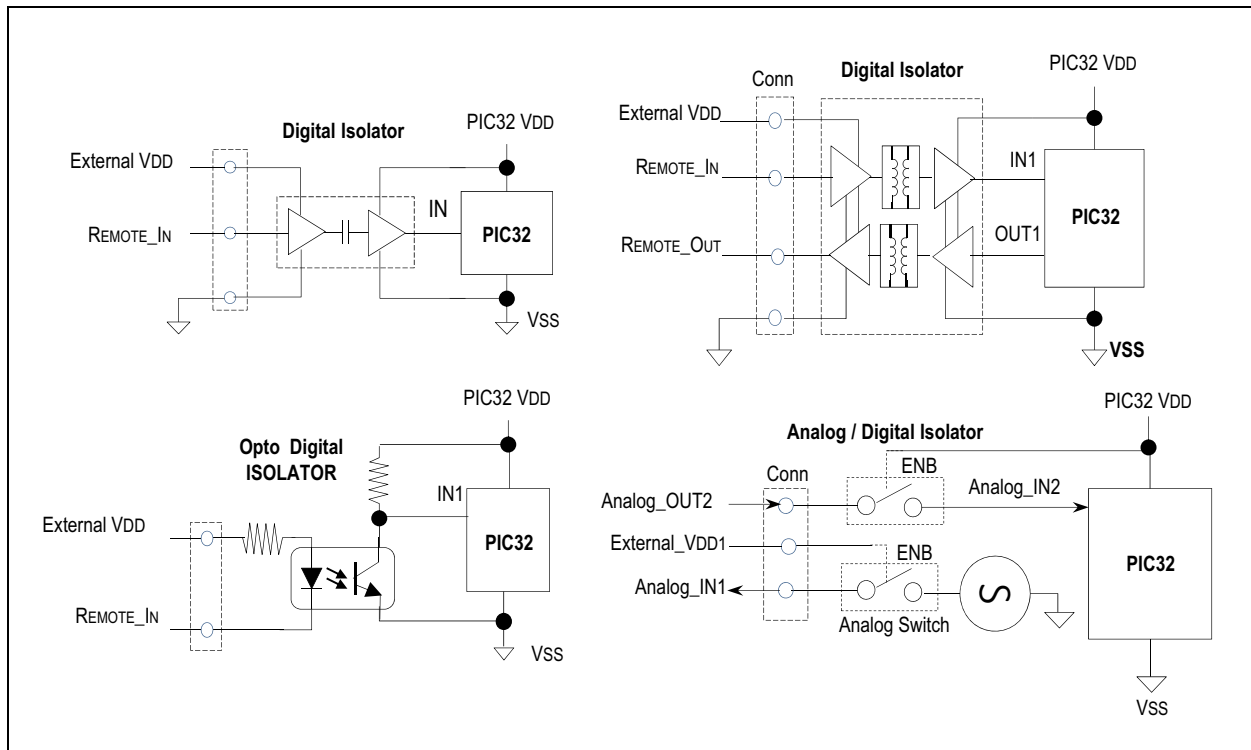 Digital Isolator
PIC32 VDD
External VDD
REMOTE_IN
IN
PIC32
VSS
Conn
Digital Isolator
PIC32 VDD
External VDD
REMOTE_IN
IN1
PIC32
REMOTE_OUT
OUT1
VSS
Opto Digital
ISOLATOR
PIC32 VDD
IN1
External VDD
PIC32
REMOTE_IN
VSS
Analog / Digital Isolator
PIC32 VDD
Conn
ENB
Analog_OUT2
Analog_IN2
External_VDD1
ENB
PIC32
Analog_IN1
S
Analog Switch
VSS